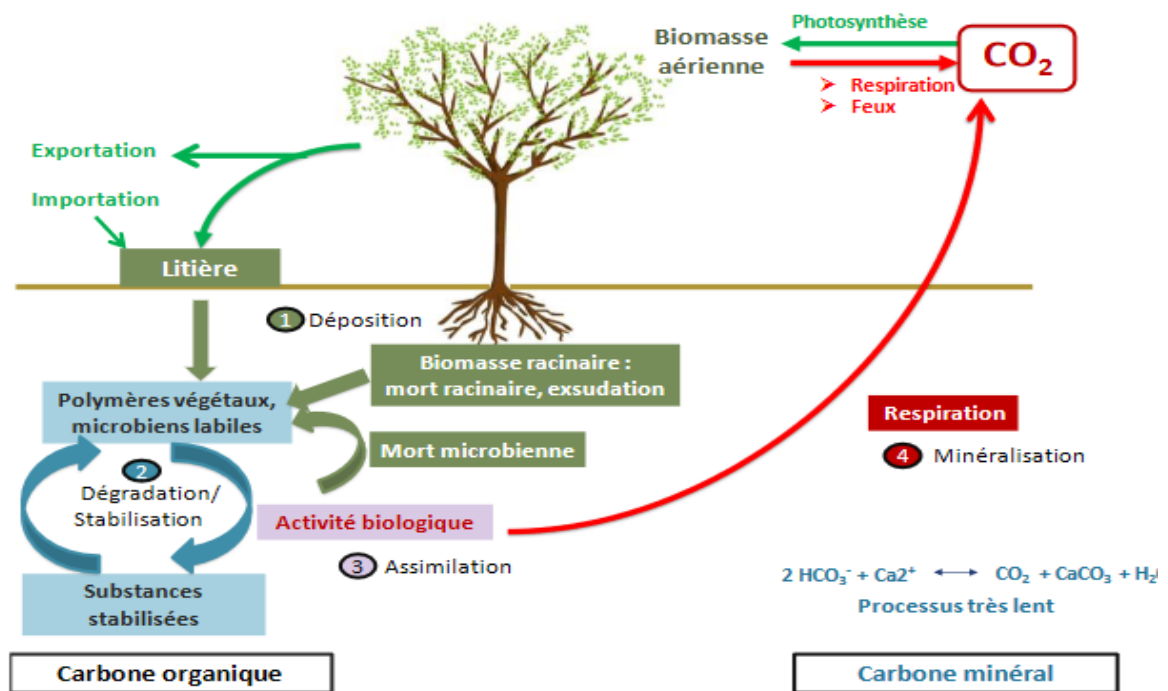 Photosynthèse
Biomasse
aérienne
CO₂
➢ Respiration
➢ Feux
Exportation
Importation
Litière
1 Déposition
Biomasse racinaire :
mort racinaire, exsudation
Polymères végétaux,
microbiens labiles
Respiration
Mort microbienne
4 Minéralisation
2
Dégradation/
Stabilisation
Activité biologique
3 Assimilation
2 HCO₃⁻ + Ca2⁺ ⟷ CO₂ + CaCO₃ + H₂
Processus très lent
Substances
stabilisées
Carbone organique
Carbone minéral